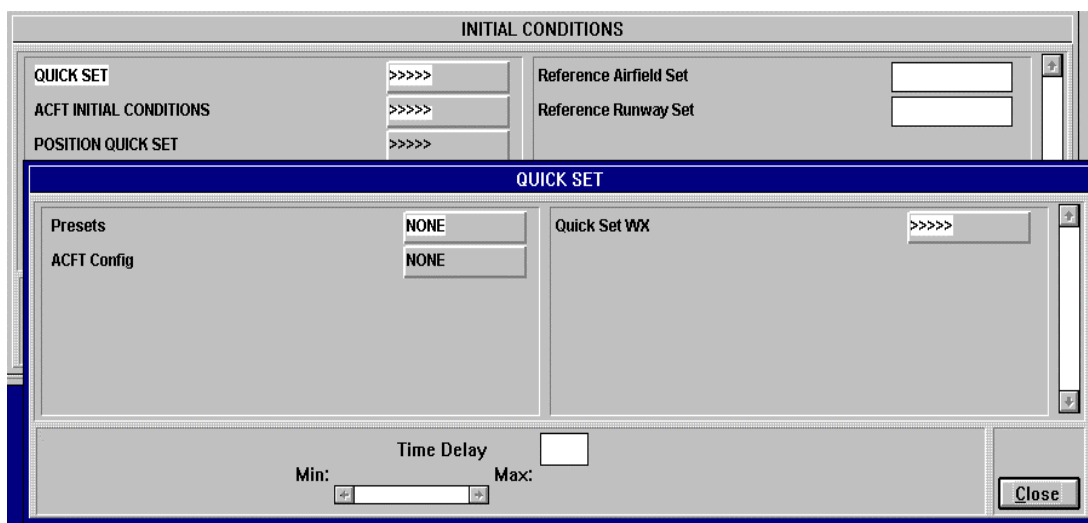 INITIAL CONDITIONS
QUICK SET >>>>> Reference Airfield Set
ACFT INITIAL CONDITIONS >>>>> Reference Runway Set
POSITION QUICK SET >>>>>
QUICK SET
Presets NONE Quick Set WX >>>>>
ACFT Config NONE
Time Delay
Min: Max:
Close